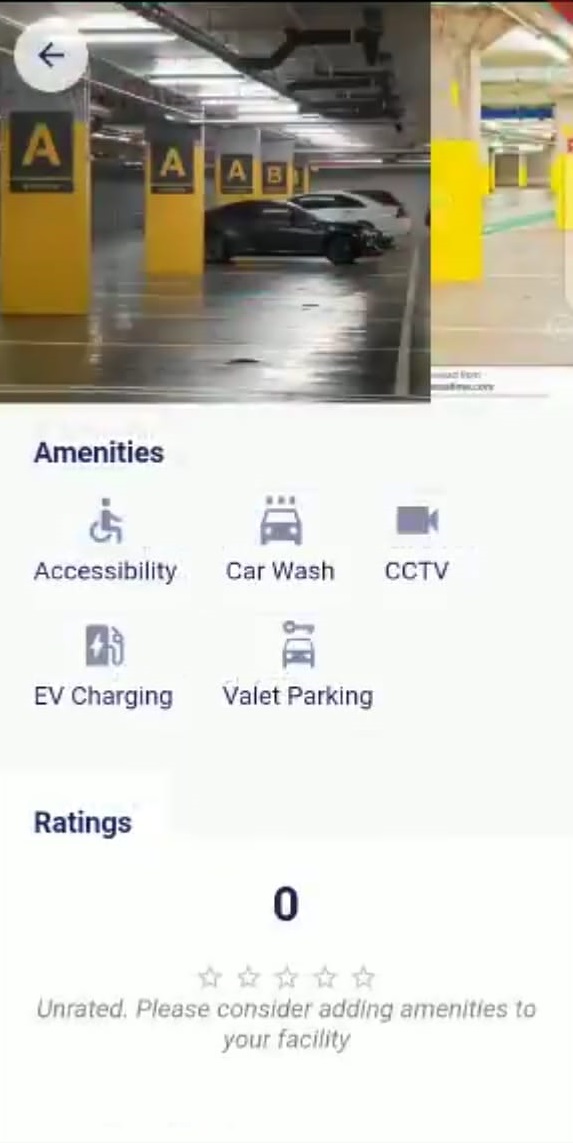 A
A
A
B
Amenities
Accessibility
Car Wash
CCTV
EV Charging
Valet Parking
Ratings
0
Unrated. Please consider adding amenities to
your facility